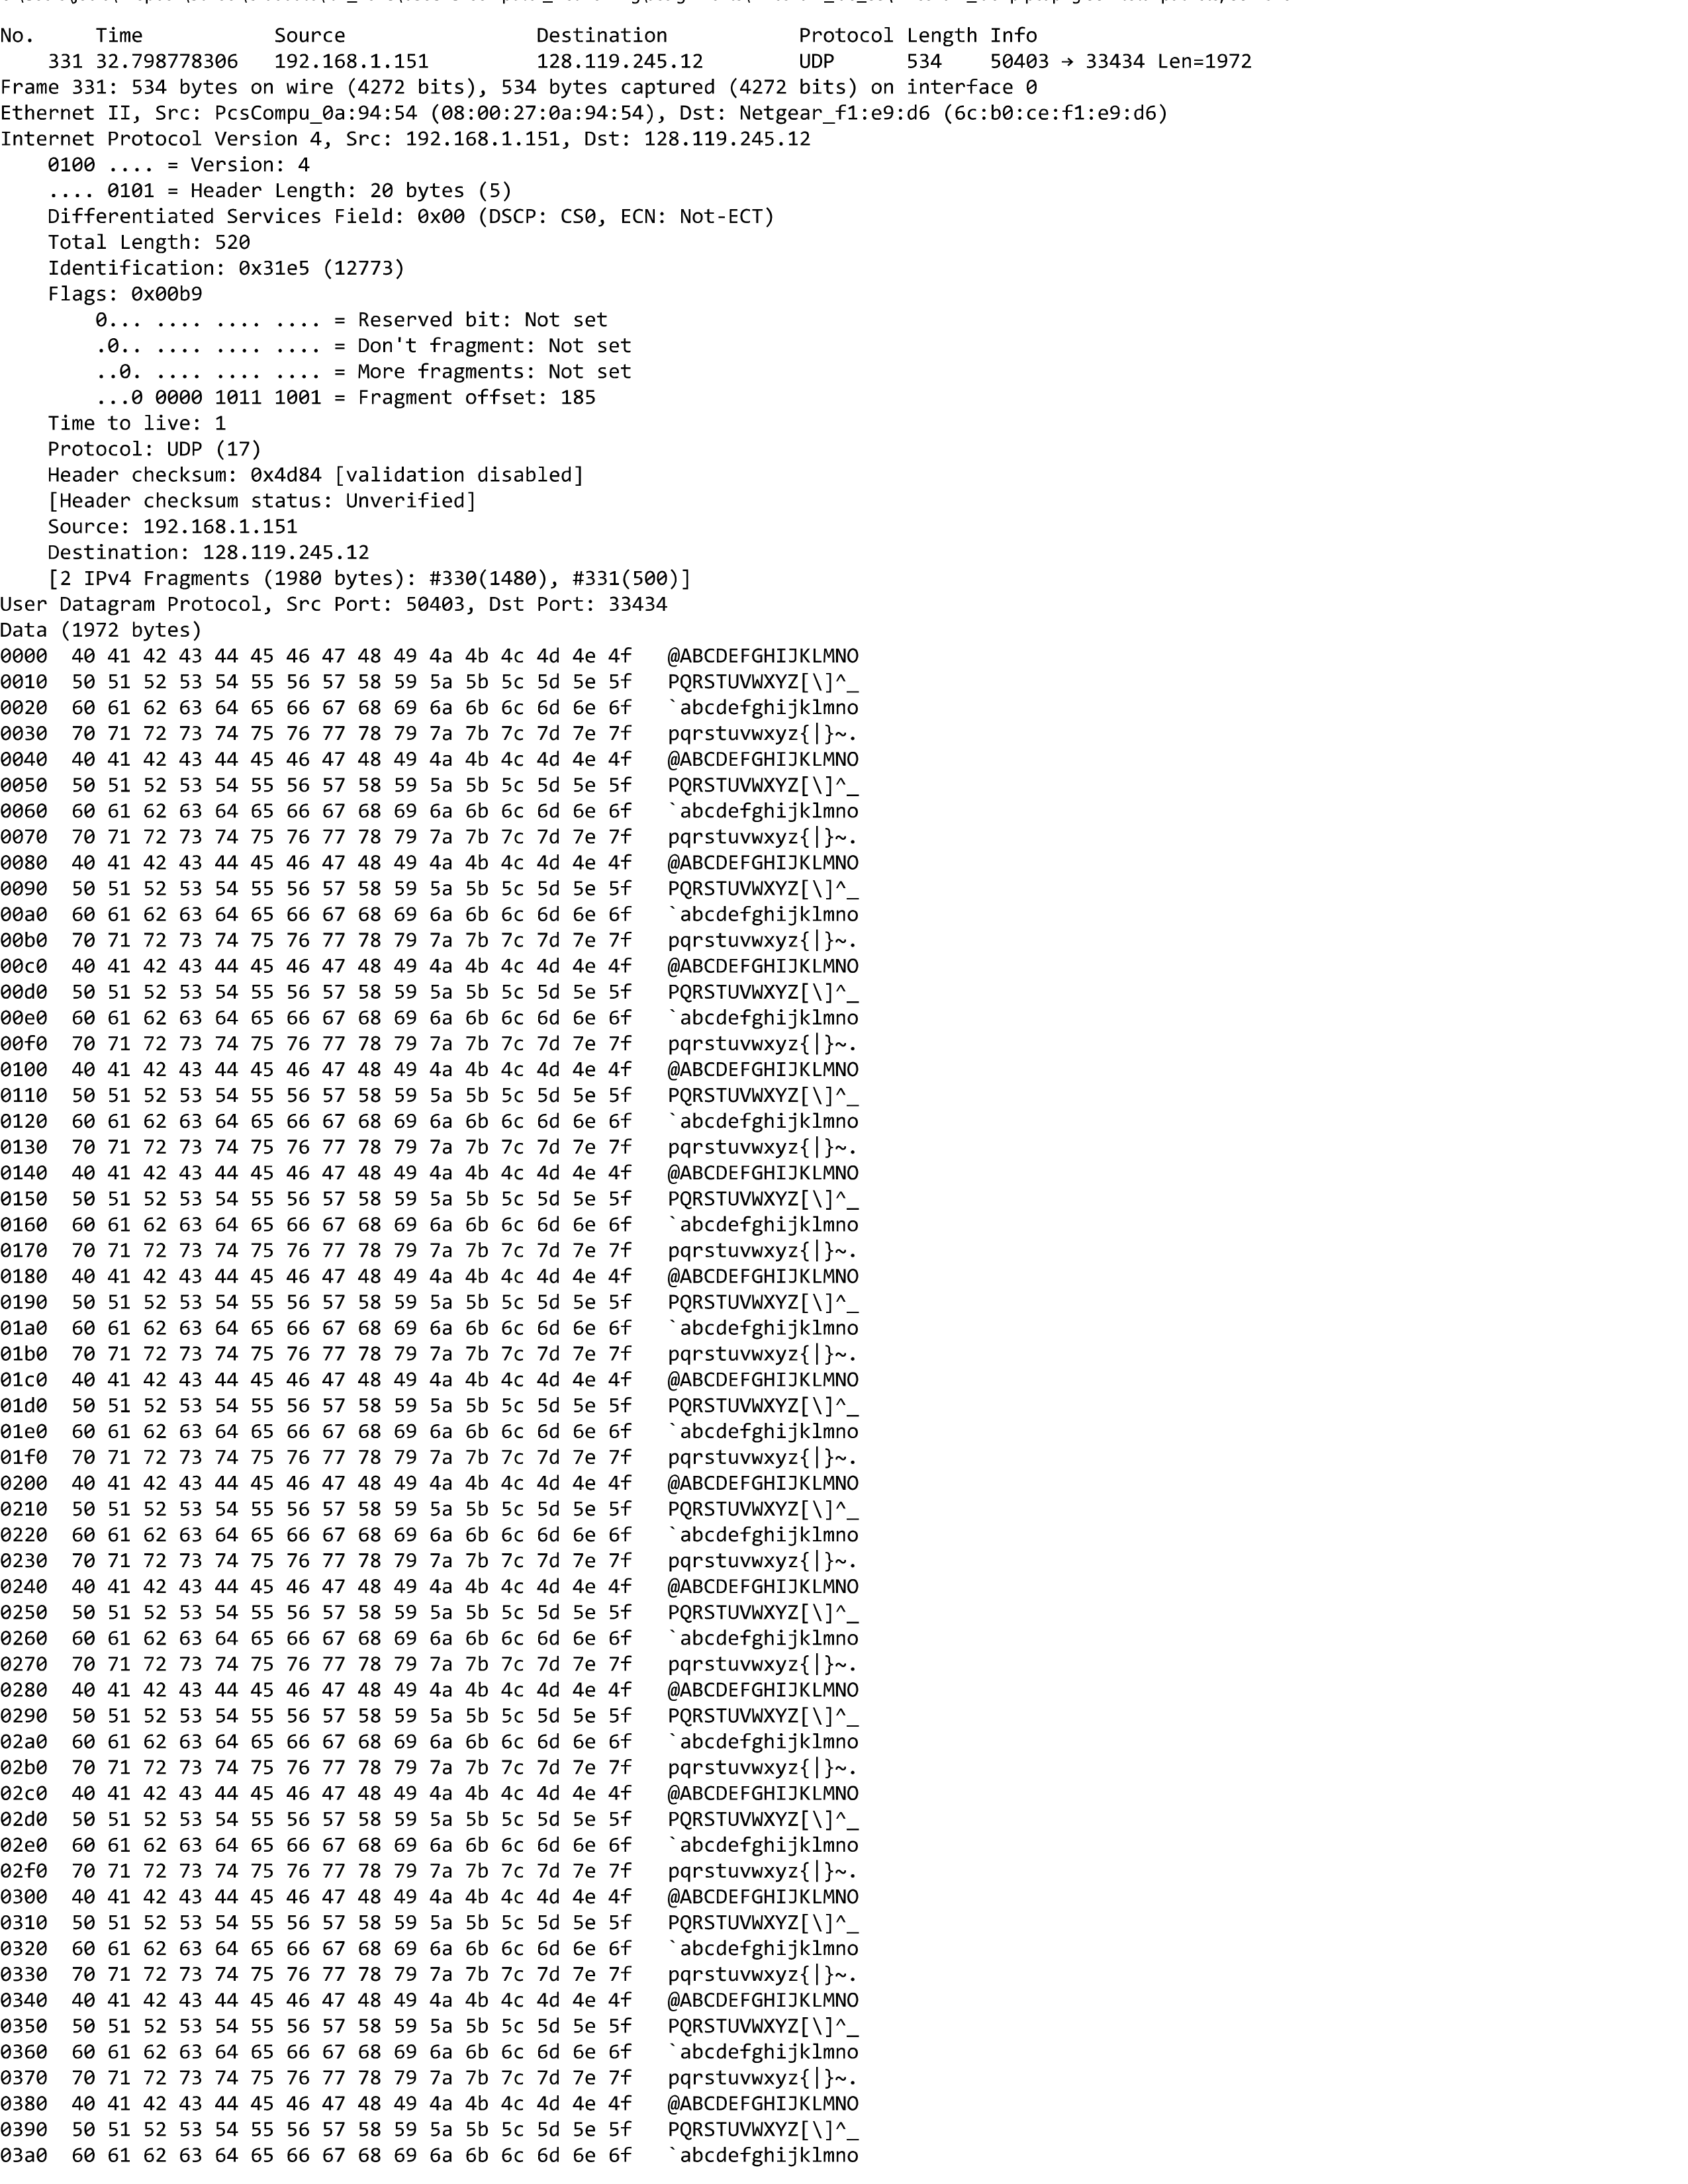 No.     Time           Source                Destination           Protocol Length Info
    331 32.798778306   192.168.1.151         128.119.245.12        UDP      534    50403 → 33434 Len=1972
Frame 331: 534 bytes on wire (4272 bits), 534 bytes captured (4272 bits) on interface 0
Ethernet II, Src: PcsCompu_0a:94:54 (08:00:27:0a:94:54), Dst: Netgear_f1:e9:d6 (6c:b0:ce:f1:e9:d6)
Internet Protocol Version 4, Src: 192.168.1.151, Dst: 128.119.245.12
    0100 .... = Version: 4
    .... 0101 = Header Length: 20 bytes (5)
    Differentiated Services Field: 0x00 (DSCP: CS0, ECN: Not-ECT)
    Total Length: 520
    Identification: 0x31e5 (12773)
    Flags: 0x00b9
        0... .... .... .... = Reserved bit: Not set
        .0.. .... .... .... = Don't fragment: Not set
        ..0. .... .... .... = More fragments: Not set
        ...0 0000 1011 1001 = Fragment offset: 185
    Time to live: 1
    Protocol: UDP (17)
    Header checksum: 0x4d84 [validation disabled]
    [Header checksum status: Unverified]
    Source: 192.168.1.151
    Destination: 128.119.245.12
    [2 IPv4 Fragments (1980 bytes): #330(1480), #331(500)]
User Datagram Protocol, Src Port: 50403, Dst Port: 33434
Data (1972 bytes)
0000  40 41 42 43 44 45 46 47 48 49 4a 4b 4c 4d 4e 4f   @ABCDEFGHIJKLMNO
0010  50 51 52 53 54 55 56 57 58 59 5a 5b 5c 5d 5e 5f   PQRSTUVWXYZ[\]^_
0020  60 61 62 63 64 65 66 67 68 69 6a 6b 6c 6d 6e 6f   `abcdefghijklmno
0030  70 71 72 73 74 75 76 77 78 79 7a 7b 7c 7d 7e 7f   pqrstuvwxyz{|}~.
0040  40 41 42 43 44 45 46 47 48 49 4a 4b 4c 4d 4e 4f   @ABCDEFGHIJKLMNO
0050  50 51 52 53 54 55 56 57 58 59 5a 5b 5c 5d 5e 5f   PQRSTUVWXYZ[\]^_
0060  60 61 62 63 64 65 66 67 68 69 6a 6b 6c 6d 6e 6f   `abcdefghijklmno
0070  70 71 72 73 74 75 76 77 78 79 7a 7b 7c 7d 7e 7f   pqrstuvwxyz{|}~.
0080  40 41 42 43 44 45 46 47 48 49 4a 4b 4c 4d 4e 4f   @ABCDEFGHIJKLMNO
0090  50 51 52 53 54 55 56 57 58 59 5a 5b 5c 5d 5e 5f   PQRSTUVWXYZ[\]^_
00a0  60 61 62 63 64 65 66 67 68 69 6a 6b 6c 6d 6e 6f   `abcdefghijklmno
00b0  70 71 72 73 74 75 76 77 78 79 7a 7b 7c 7d 7e 7f   pqrstuvwxyz{|}~.
00c0  40 41 42 43 44 45 46 47 48 49 4a 4b 4c 4d 4e 4f   @ABCDEFGHIJKLMNO
00d0  50 51 52 53 54 55 56 57 58 59 5a 5b 5c 5d 5e 5f   PQRSTUVWXYZ[\]^_
00e0  60 61 62 63 64 65 66 67 68 69 6a 6b 6c 6d 6e 6f   `abcdefghijklmno
00f0  70 71 72 73 74 75 76 77 78 79 7a 7b 7c 7d 7e 7f   pqrstuvwxyz{|}~.
0100  40 41 42 43 44 45 46 47 48 49 4a 4b 4c 4d 4e 4f   @ABCDEFGHIJKLMNO
0110  50 51 52 53 54 55 56 57 58 59 5a 5b 5c 5d 5e 5f   PQRSTUVWXYZ[\]^_
0120  60 61 62 63 64 65 66 67 68 69 6a 6b 6c 6d 6e 6f   `abcdefghijklmno
0130  70 71 72 73 74 75 76 77 78 79 7a 7b 7c 7d 7e 7f   pqrstuvwxyz{|}~.
0140  40 41 42 43 44 45 46 47 48 49 4a 4b 4c 4d 4e 4f   @ABCDEFGHIJKLMNO
0150  50 51 52 53 54 55 56 57 58 59 5a 5b 5c 5d 5e 5f   PQRSTUVWXYZ[\]^_
0160  60 61 62 63 64 65 66 67 68 69 6a 6b 6c 6d 6e 6f   `abcdefghijklmno
0170  70 71 72 73 74 75 76 77 78 79 7a 7b 7c 7d 7e 7f   pqrstuvwxyz{|}~.
0180  40 41 42 43 44 45 46 47 48 49 4a 4b 4c 4d 4e 4f   @ABCDEFGHIJKLMNO
0190  50 51 52 53 54 55 56 57 58 59 5a 5b 5c 5d 5e 5f   PQRSTUVWXYZ[\]^_
01a0  60 61 62 63 64 65 66 67 68 69 6a 6b 6c 6d 6e 6f   `abcdefghijklmno
01b0  70 71 72 73 74 75 76 77 78 79 7a 7b 7c 7d 7e 7f   pqrstuvwxyz{|}~.
01c0  40 41 42 43 44 45 46 47 48 49 4a 4b 4c 4d 4e 4f   @ABCDEFGHIJKLMNO
01d0  50 51 52 53 54 55 56 57 58 59 5a 5b 5c 5d 5e 5f   PQRSTUVWXYZ[\]^_
01e0  60 61 62 63 64 65 66 67 68 69 6a 6b 6c 6d 6e 6f   `abcdefghijklmno
01f0  70 71 72 73 74 75 76 77 78 79 7a 7b 7c 7d 7e 7f   pqrstuvwxyz{|}~.
0200  40 41 42 43 44 45 46 47 48 49 4a 4b 4c 4d 4e 4f   @ABCDEFGHIJKLMNO
0210  50 51 52 53 54 55 56 57 58 59 5a 5b 5c 5d 5e 5f   PQRSTUVWXYZ[\]^_
0220  60 61 62 63 64 65 66 67 68 69 6a 6b 6c 6d 6e 6f   `abcdefghijklmno
0230  70 71 72 73 74 75 76 77 78 79 7a 7b 7c 7d 7e 7f   pqrstuvwxyz{|}~.
0240  40 41 42 43 44 45 46 47 48 49 4a 4b 4c 4d 4e 4f   @ABCDEFGHIJKLMNO
0250  50 51 52 53 54 55 56 57 58 59 5a 5b 5c 5d 5e 5f   PQRSTUVWXYZ[\]^_
0260  60 61 62 63 64 65 66 67 68 69 6a 6b 6c 6d 6e 6f   `abcdefghijklmno
0270  70 71 72 73 74 75 76 77 78 79 7a 7b 7c 7d 7e 7f   pqrstuvwxyz{|}~.
0280  40 41 42 43 44 45 46 47 48 49 4a 4b 4c 4d 4e 4f   @ABCDEFGHIJKLMNO
0290  50 51 52 53 54 55 56 57 58 59 5a 5b 5c 5d 5e 5f   PQRSTUVWXYZ[\]^_
02a0  60 61 62 63 64 65 66 67 68 69 6a 6b 6c 6d 6e 6f   `abcdefghijklmno
02b0  70 71 72 73 74 75 76 77 78 79 7a 7b 7c 7d 7e 7f   pqrstuvwxyz{|}~.
02c0  40 41 42 43 44 45 46 47 48 49 4a 4b 4c 4d 4e 4f   @ABCDEFGHIJKLMNO
02d0  50 51 52 53 54 55 56 57 58 59 5a 5b 5c 5d 5e 5f   PQRSTUVWXYZ[\]^_
02e0  60 61 62 63 64 65 66 67 68 69 6a 6b 6c 6d 6e 6f   `abcdefghijklmno
02f0  70 71 72 73 74 75 76 77 78 79 7a 7b 7c 7d 7e 7f   pqrstuvwxyz{|}~.
0300  40 41 42 43 44 45 46 47 48 49 4a 4b 4c 4d 4e 4f   @ABCDEFGHIJKLMNO
0310  50 51 52 53 54 55 56 57 58 59 5a 5b 5c 5d 5e 5f   PQRSTUVWXYZ[\]^_
0320  60 61 62 63 64 65 66 67 68 69 6a 6b 6c 6d 6e 6f   `abcdefghijklmno
0330  70 71 72 73 74 75 76 77 78 79 7a 7b 7c 7d 7e 7f   pqrstuvwxyz{|}~.
0340  40 41 42 43 44 45 46 47 48 49 4a 4b 4c 4d 4e 4f   @ABCDEFGHIJKLMNO
0350  50 51 52 53 54 55 56 57 58 59 5a 5b 5c 5d 5e 5f   PQRSTUVWXYZ[\]^_
0360  60 61 62 63 64 65 66 67 68 69 6a 6b 6c 6d 6e 6f   `abcdefghijklmno
0370  70 71 72 73 74 75 76 77 78 79 7a 7b 7c 7d 7e 7f   pqrstuvwxyz{|}~.
0380  40 41 42 43 44 45 46 47 48 49 4a 4b 4c 4d 4e 4f   @ABCDEFGHIJKLMNO
0390  50 51 52 53 54 55 56 57 58 59 5a 5b 5c 5d 5e 5f   PQRSTUVWXYZ[\]^_
03a0  60 61 62 63 64 65 66 67 68 69 6a 6b 6c 6d 6e 6f   `abcdefghijklmno